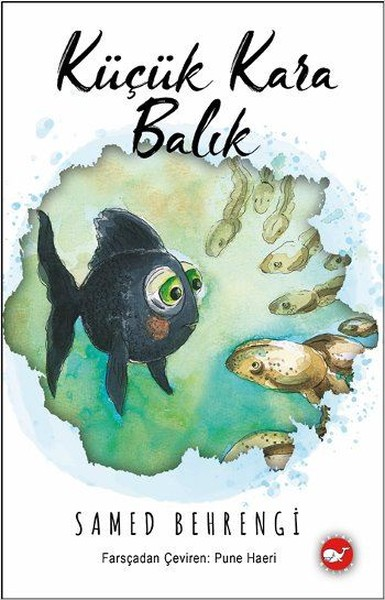 Küçük Kara
Balık
SAMED BEHRENGİ
Farsçadan Çeviren: Pune Haeri